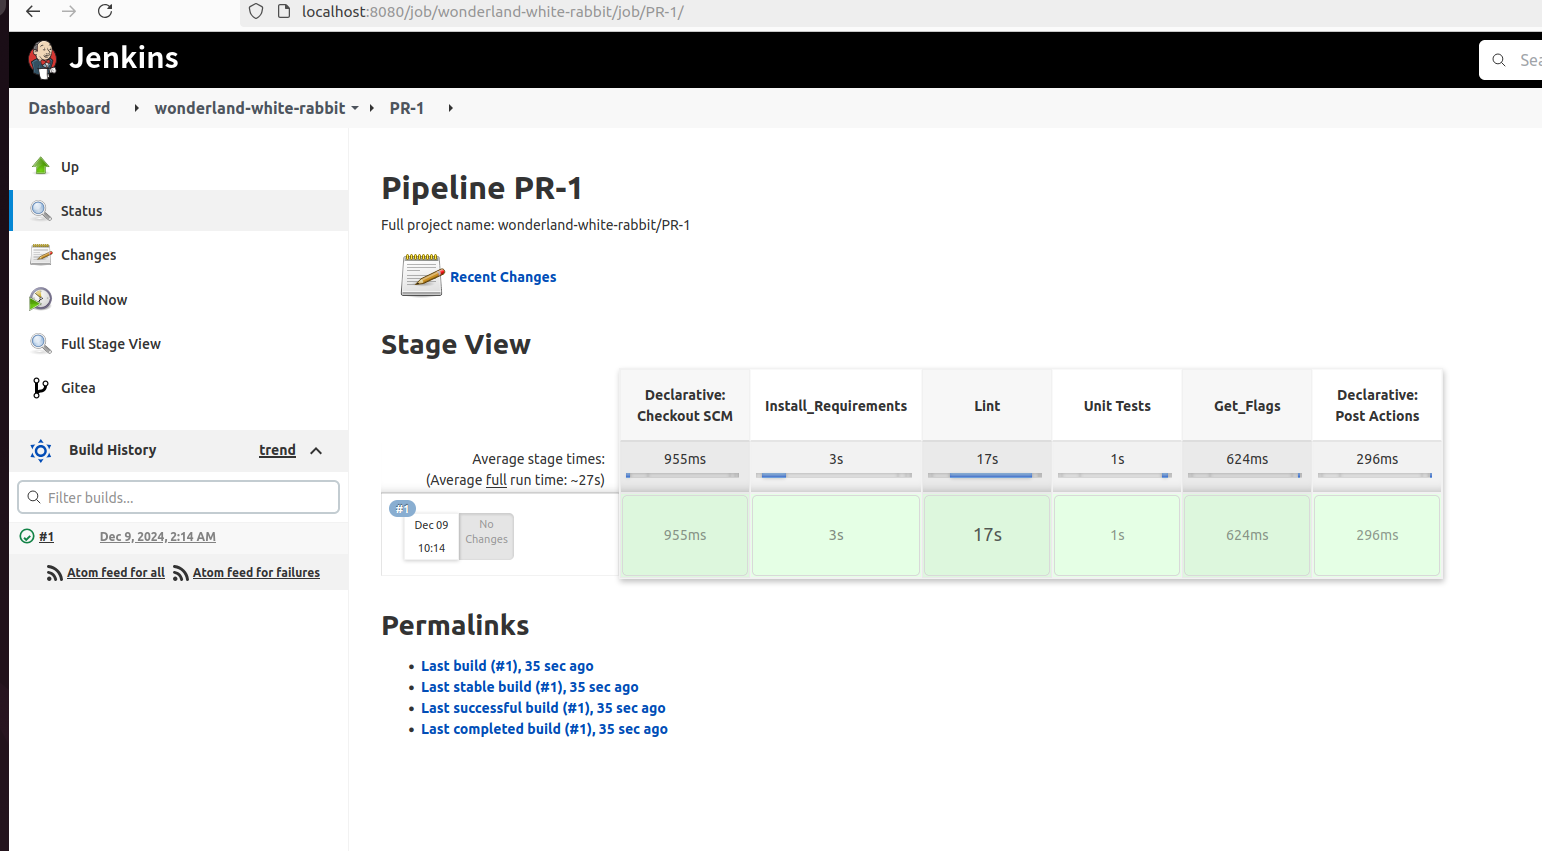 localhost:8080/job/wonderland-white-rabbit/job/PR-1/
Jenkins
Dashboard wonderland-white-rabbit PR-1
Up
Status
Changes
Build Now
Full Stage View
Gitea
Build History trend
Filter builds...
#1 Dec 9, 2024, 2:14 AM
Atom feed for all Atom feed for failures
Pipeline PR-1
Full project name: wonderland-white-rabbit/PR-1
Recent Changes
Stage View
Declarative: Checkout SCM
Install_Requirements
Lint
Unit Tests
Get_Flags
Declarative: Post Actions
Average stage times:
(Average full run time: ~27s)
955ms 3s 17s 1s 624ms 296ms
#1
Dec 09
10:14
No
Changes
955ms 3s 17s 1s 624ms 296ms
Permalinks
Last build (#1), 35 sec ago
Last stable build (#1), 35 sec ago
Last successful build (#1), 35 sec ago
Last completed build (#1), 35 sec ago